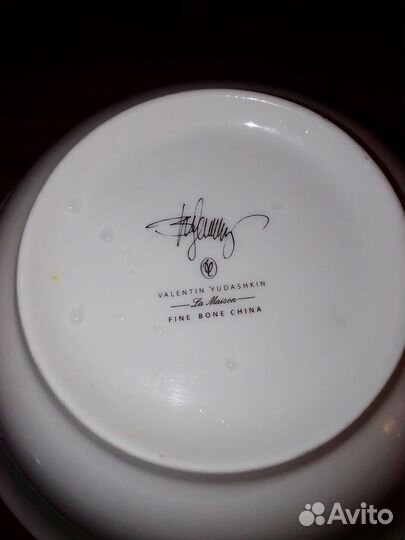 VALENTIN YUDASHKIN
La Maison
FINE BONE CHINA
Avito